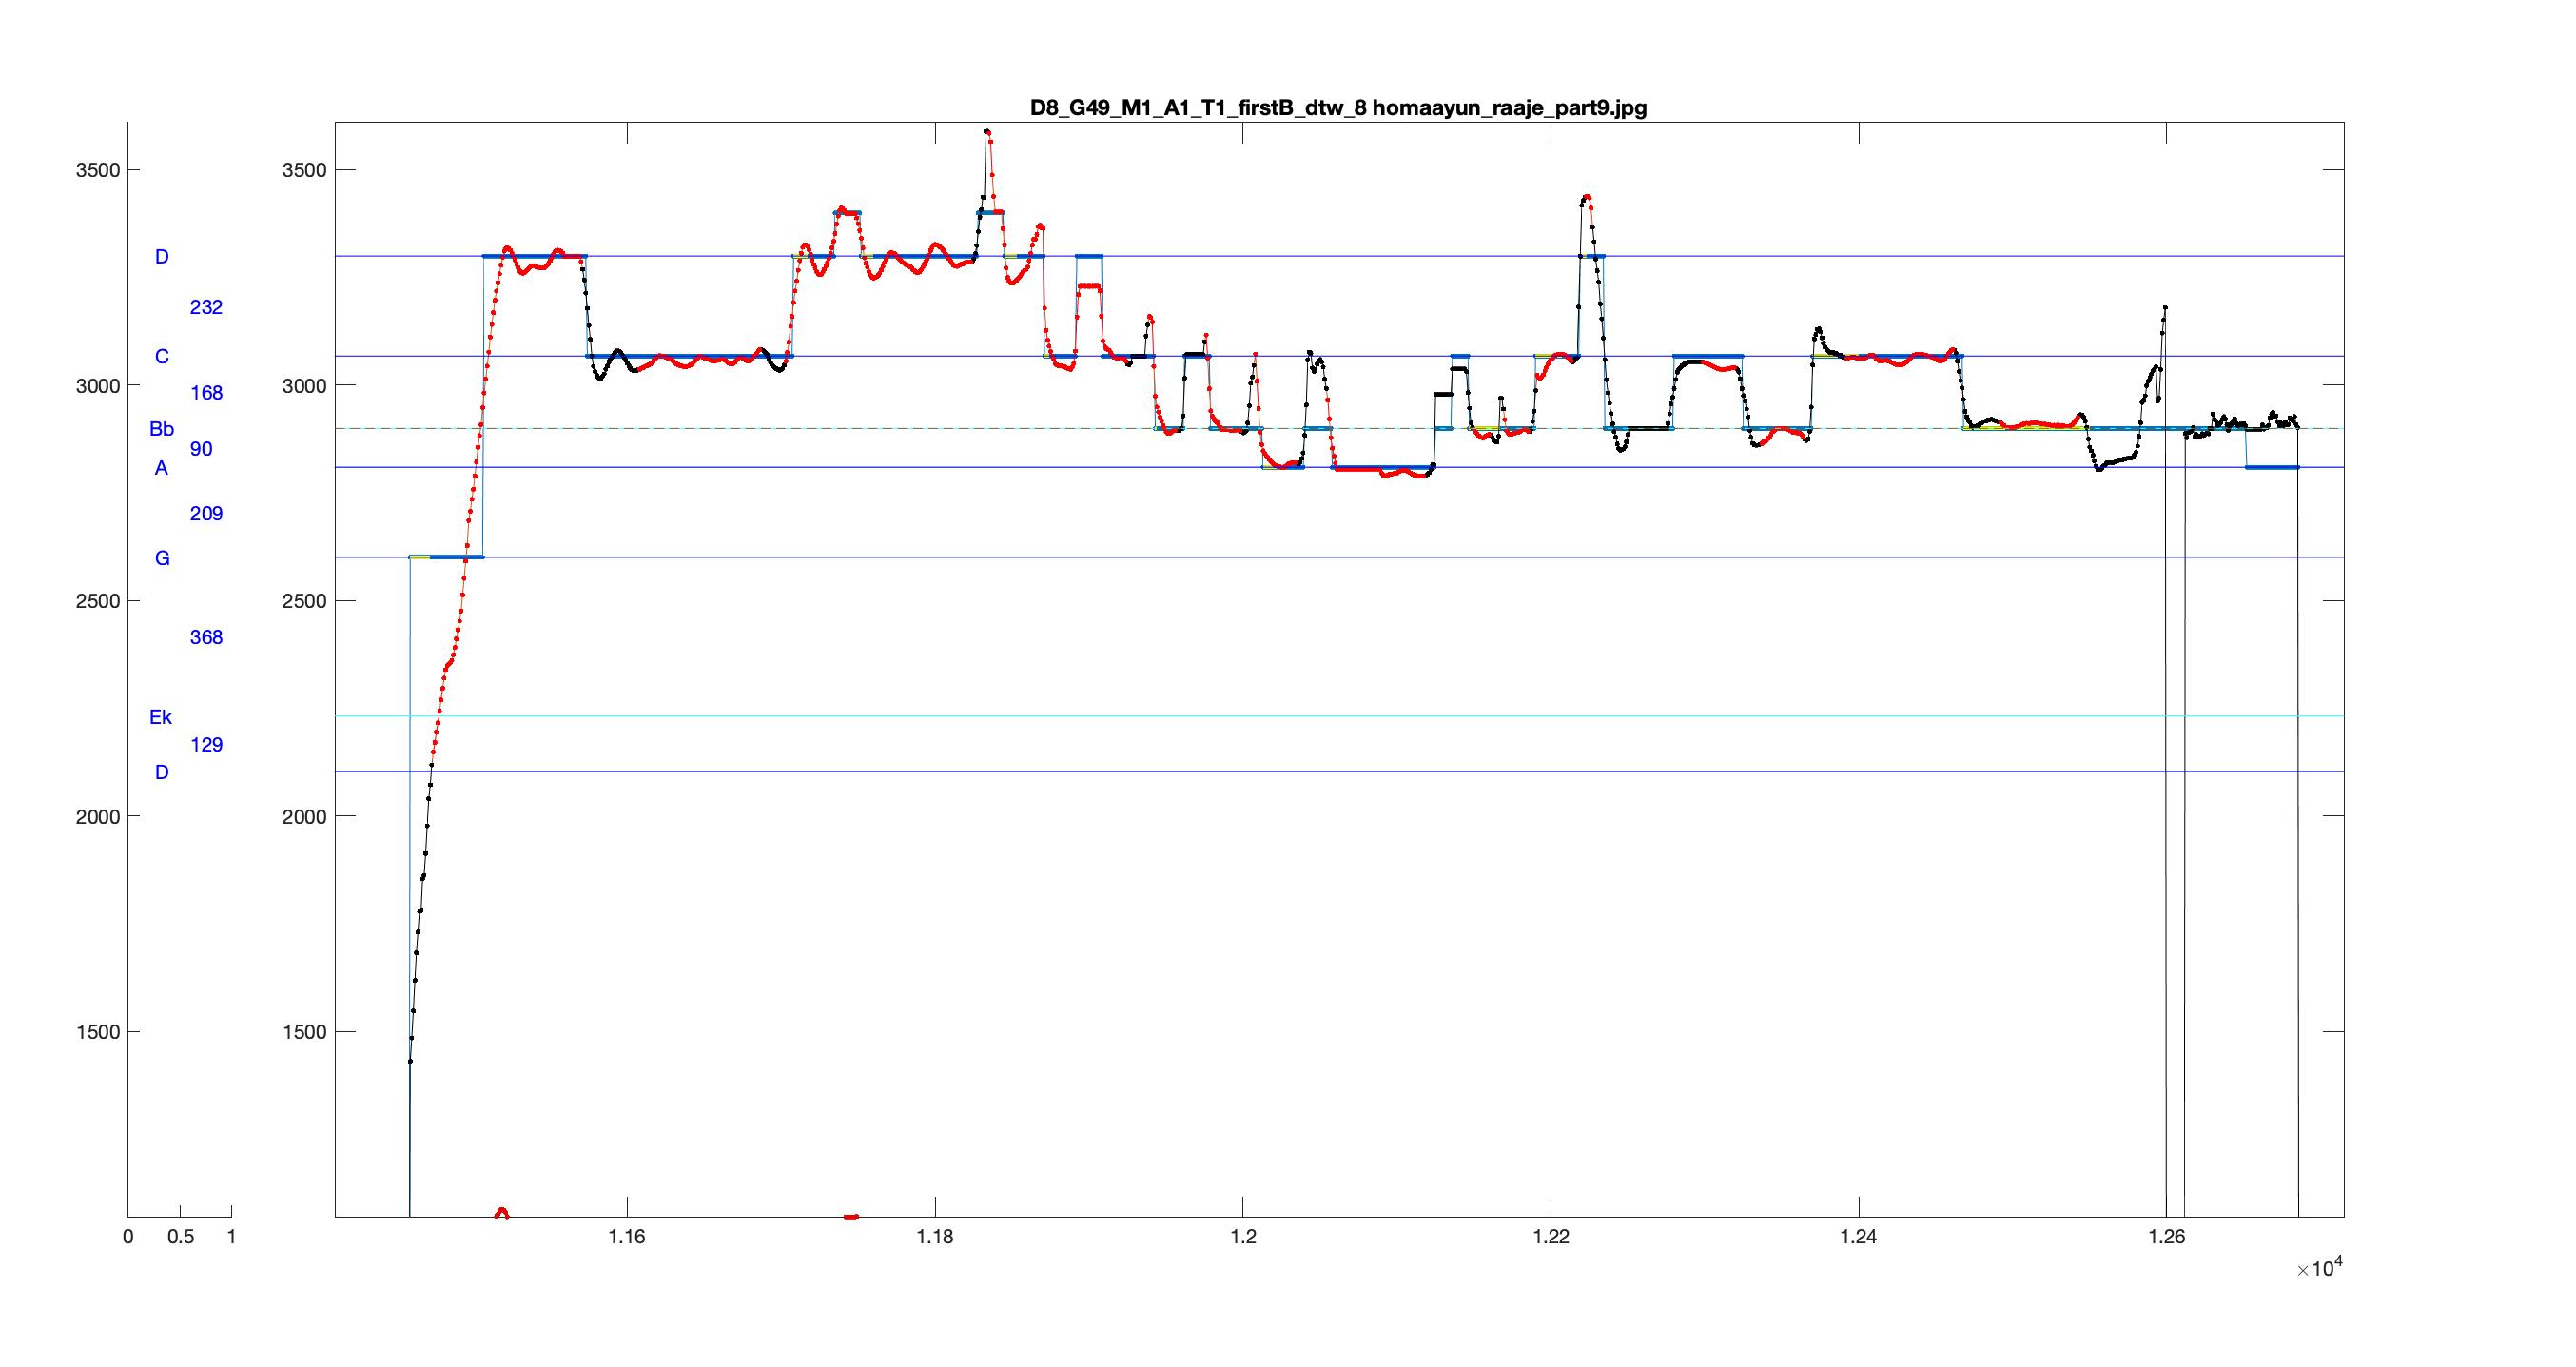 D8_G49_M1_A1_T1_firstB_dtw_8 homaayun_raaje_part9.jpg
3500
3500
D
232
C
168
3000
3000
Bb
90
A
209
G
2500
2500
368
Ek
129
D
2000
2000
1500
1500
0 0.5 1 1.16 1.18 1.2 1.22 1.24 1.26
×10^4